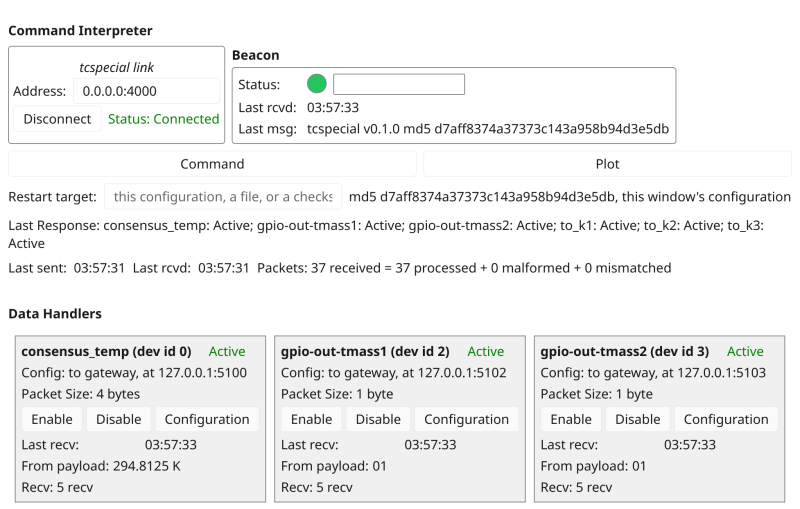 Command Interpreter
tcspecial link
Address: 0.0.0.0:4000
Disconnect Status: Connected
Beacon
Status:
Last rcvd: 03:57:33
Last msg: tcspecial v0.1.0 md5 d7aff8374a37373c143a958b94d3e5db
Command Plot
Restart target: this configuration, a file, or a checks md5 d7aff8374a37373c143a958b94d3e5db, this window's configuration
Last Response: consensus_temp: Active; gpio-out-tmass1: Active; gpio-out-tmass2: Active; to_k1: Active; to_k2: Active; to_k3:
Active
Last sent: 03:57:31 Last rcvd: 03:57:31 Packets: 37 received = 37 processed + 0 malformed + 0 mismatched
Data Handlers
consensus_temp (dev id 0) Active
Config: to gateway, at 127.0.0.1:5100
Packet Size: 4 bytes
Enable Disable Configuration
Last recv: 03:57:33
From payload: 294.8125 K
Recv: 5 recv
gpio-out-tmass1 (dev id 2) Active
Config: to gateway, at 127.0.0.1:5102
Packet Size: 1 byte
Enable Disable Configuration
Last recv: 03:57:33
From payload: 01
Recv: 5 recv
gpio-out-tmass2 (dev id 3) Active
Config: to gateway, at 127.0.0.1:5103
Packet Size: 1 byte
Enable Disable Configuration
Last recv: 03:57:33
From payload: 01
Recv: 5 recv